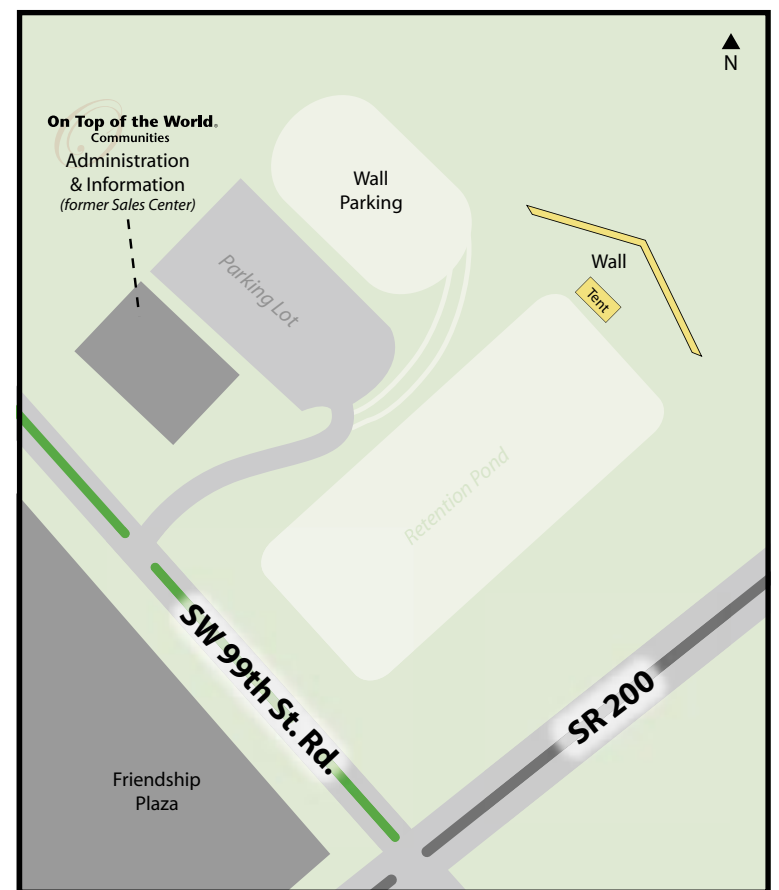 N
On Top of the World®
Communities
Administration
& Information
(former Sales Center)
Wall
Parking
Parking Lot
Wall
Tent
Retention Pond
SW 99th St. Rd.
SR 200
Friendship
Plaza